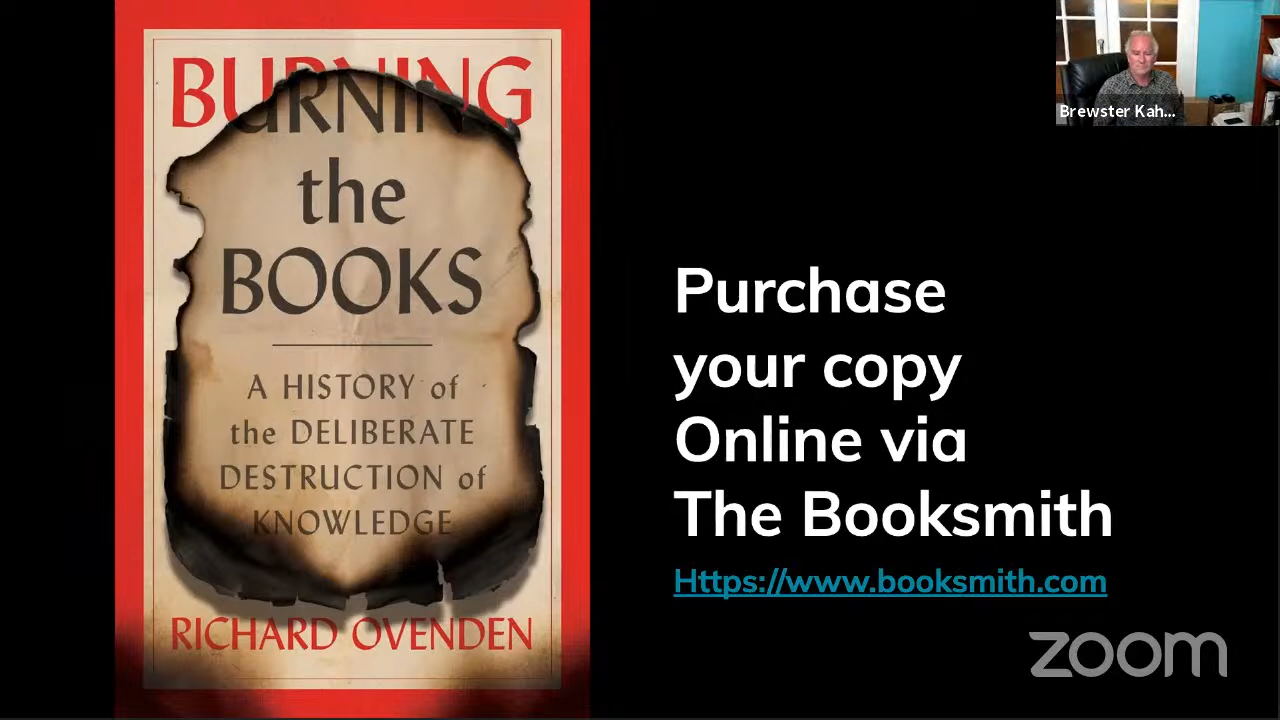 BURNING
the
BOOKS
A HISTORY of
the DELIBERATE
DESTRUCTION of
KNOWLEDGE
RICHARD OVENDEN
Brewster Kah...
Purchase
your copy
Online via
The Booksmith
Https://www.booksmith.com
zoom